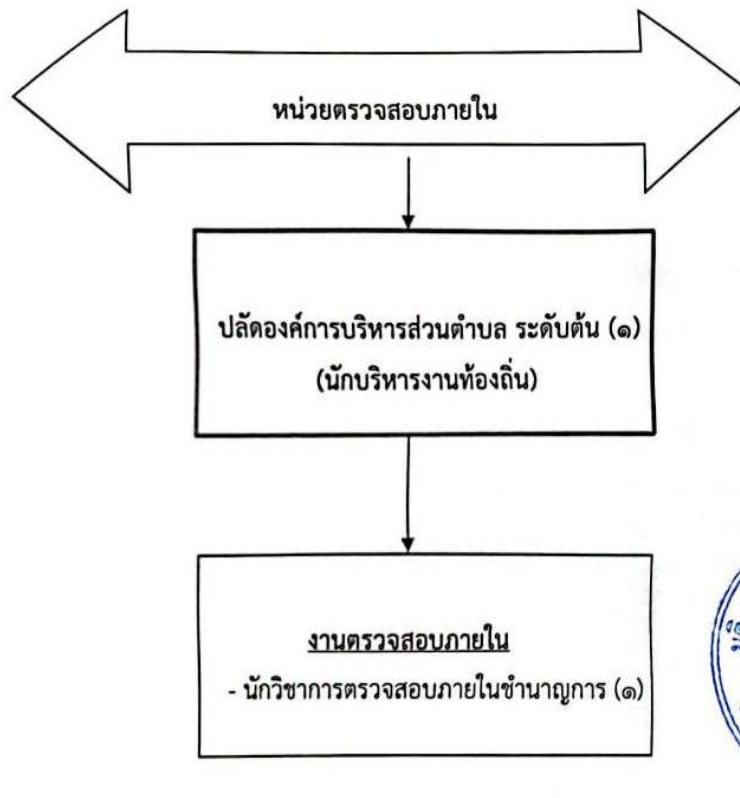 หน่วยตรวจสอบภายใน
ปลัดองค์การบริหารส่วนตำบล ระดับต้น (๑)
(นักบริหารงานท้องถิ่น)
งานตรวจสอบภายใน
- นักวิชาการตรวจสอบภายในชำนาญการ (๑)